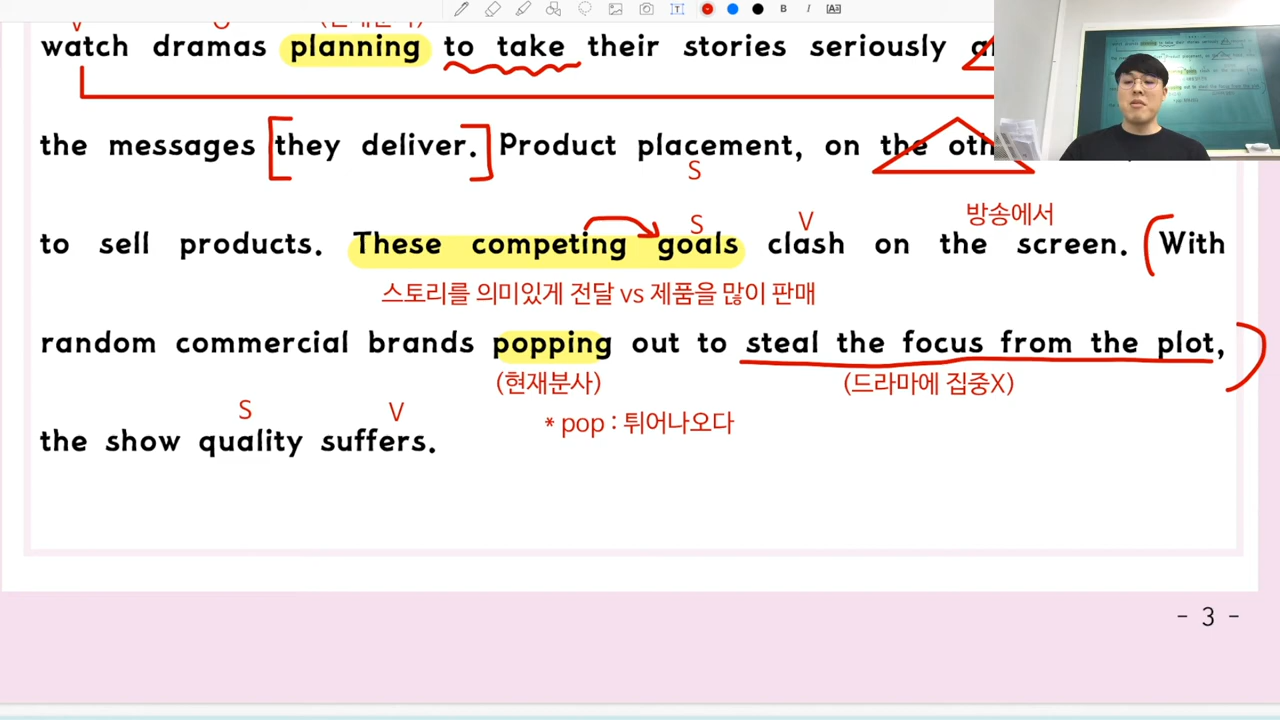 V
watch dramas planning to take their stories seriously
the messages they deliver. Product placement, on the
S
S V 방송에서
to sell products. These competing goals clash on the screen. With
스토리를 의미있게 전달 vs 제품을 많이 판매
random commercial brands popping out to steal the focus from the plot,
(현재분사) (드라마에 집중X)
S V * pop : 튀어나오다
the show quality suffers.
- 3 -